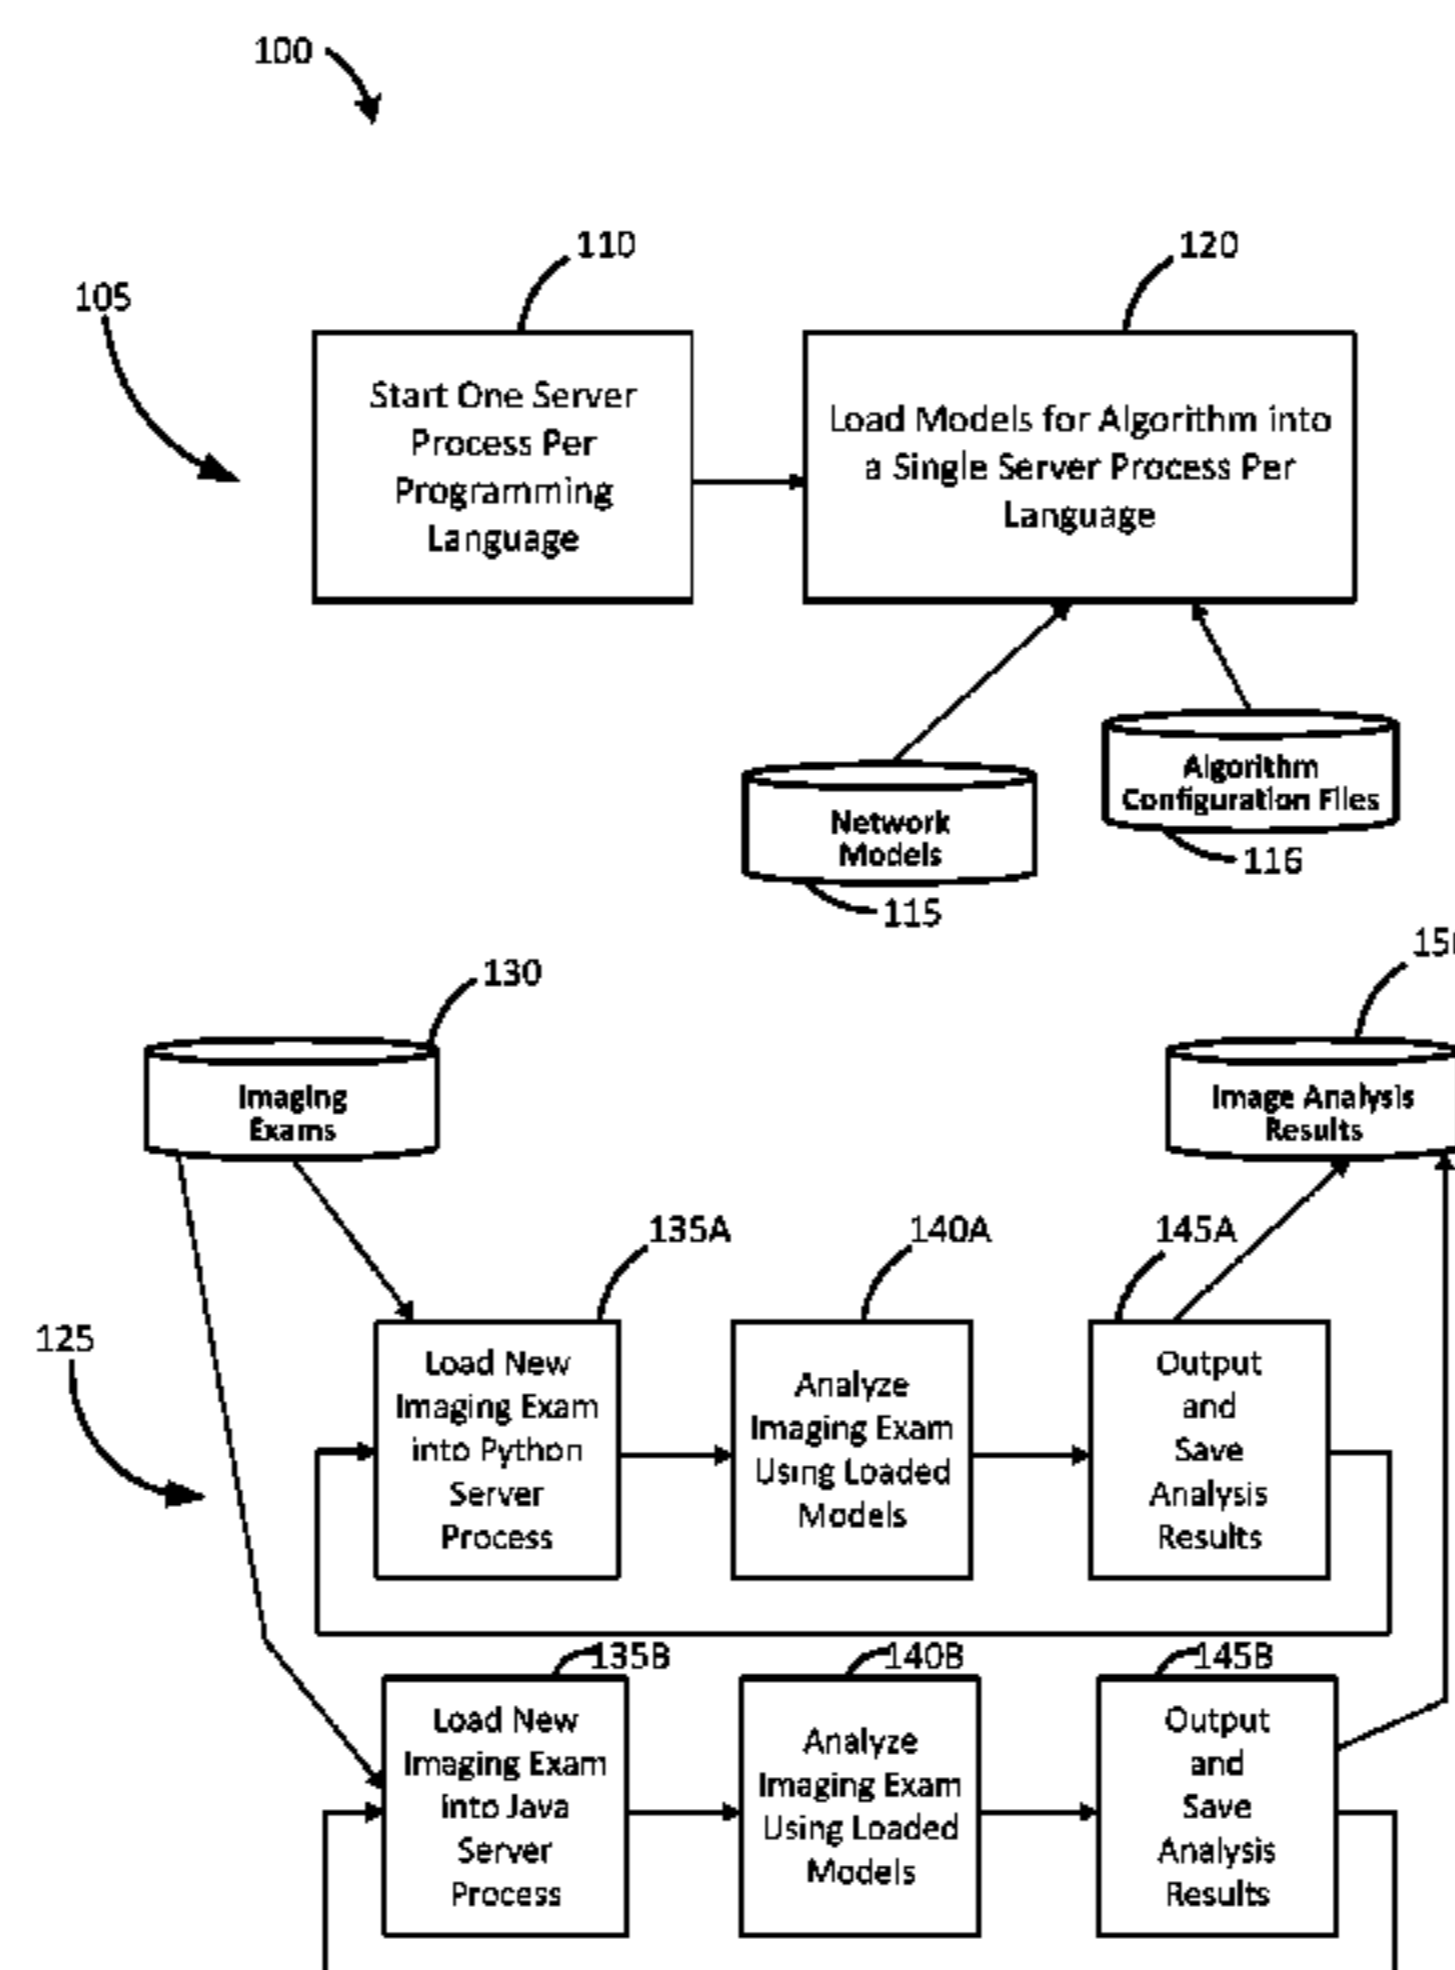 100
110
120
105
Start One Server
Process Per
Programming
Language
Load Models for Algorithm into
a Single Server Process Per
Language
Algorithm
Configuration Files
116
Network
Models
115
130
Imaging
Exams
Image Analysis
Results
135A
140A
145A
125
Load New
Imaging Exam
into Python
Server
Process
Analyze
Imaging Exam
Using Loaded
Models
Output
and
Save
Analysis
Results
135B
140B
145B
Load New
Imaging Exam
into Java
Server
Process
Analyze
Imaging Exam
Using Loaded
Models
Output
and
Save
Analysis
Results